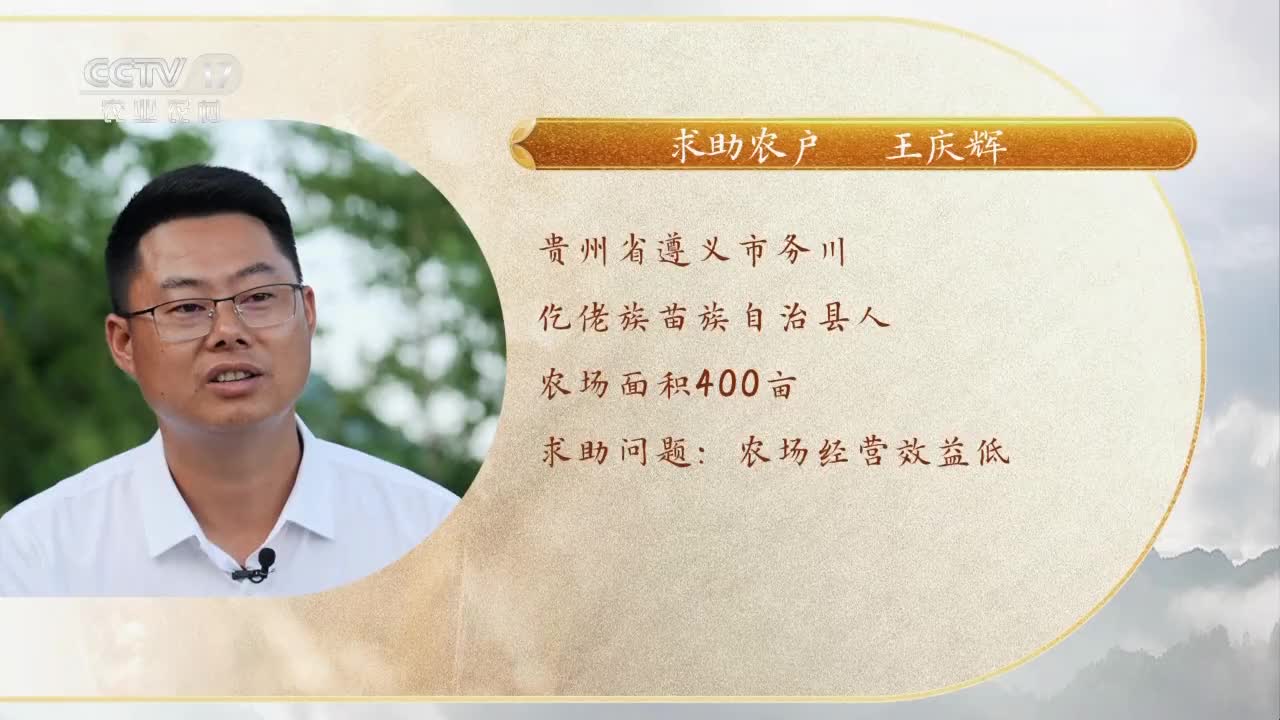 CCTV 17
农业农村
求助农户 王庆辉
贵州省遵义市务川
仡佬族苗族自治县人
农场面积400亩
求助问题：农场经营效益低